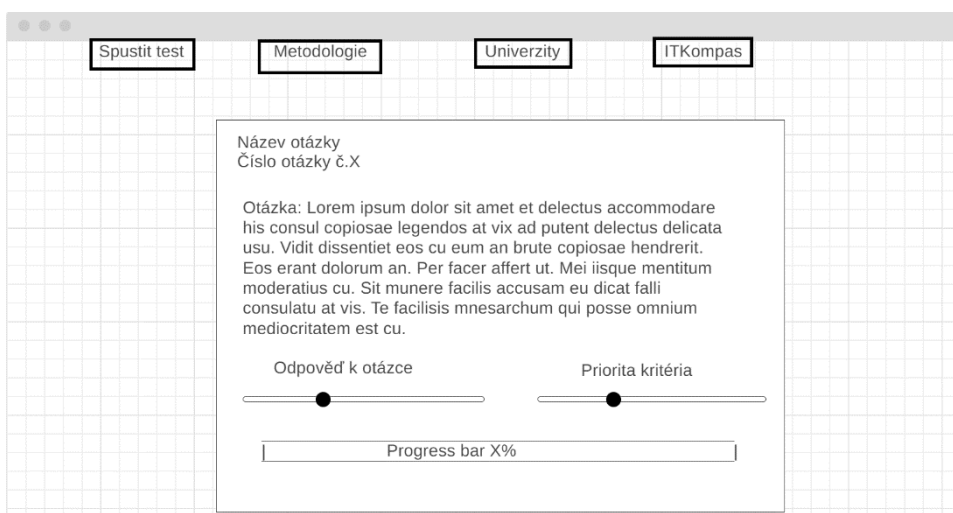 Spustit test
Metodologie
Univerzity
ITKompas
Název otázky
Číslo otázky č.X
Otázka: Lorem ipsum dolor sit amet et delectus accommodare
his consul copiosae legendos at vix ad putent delectus delicata
usu. Vidit dissentiet eos cu eum an brute copiosae hendrerit.
Eos erant dolorum an. Per facer affert ut. Mei iisque mentitum
moderatius cu. Sit munere facilis accusam eu dicat falli
consulatu at vis. Te facilisis mnesarchum qui posse omnium
mediocritatem est cu.
Odpověď k otázce
Priorita kritéria
Progress bar X%